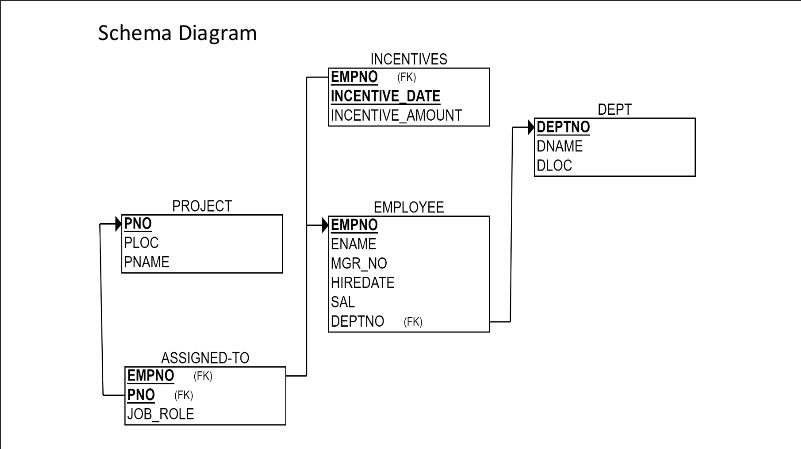 Schema Diagram
INCENTIVES
EMPNO (FK)
INCENTIVE_DATE
INCENTIVE_AMOUNT
DEPT
DEPTNO
DNAME
DLOC
PROJECT
PNO
PLOC
PNAME
EMPLOYEE
EMPNO
ENAME
MGR_NO
HIREDATE
SAL
DEPTNO (FK)
ASSIGNED-TO
EMPNO (FK)
PNO (FK)
JOB_ROLE